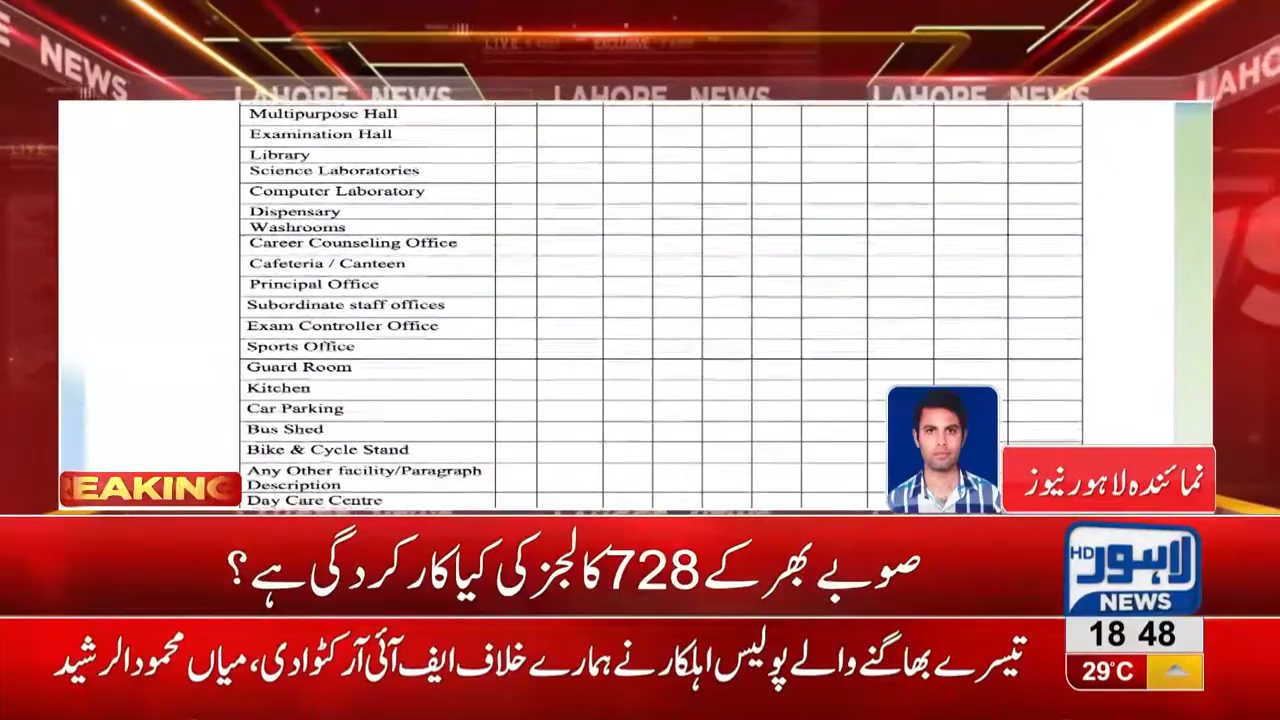 NEWS
LIVE
EXCLUSIVE
LAHORE NEWS
LAHORE NEWS
LAHORE NEWS
LAHO
LIVE
Multipurpose Hall
Examination Hall
Library
Science Laboratories
Computer Laboratory
Dispensary
Washrooms
Career Counseling Office
Cafeteria / Canteen
Principal Office
Subordinate staff offices
Exam Controller Office
Sports Office
Guard Room
Kitchen
Car Parking
Bus Shed
Bike & Cycle Stand
Any Other facility/Paragraph
Description
Day Care Centre
EAKING
نمائندہ لاہور نیوز
صوبے بھر کے 728 کالجز کی کیا کارکردگی ہے؟
HD لاہور
NEWS
18 48
29°C
تیسرے بھاگنے والے پولیس اہلکار نے ہمارے خلاف ایف آئی آر کٹوا دی، میاں محمود الرشید